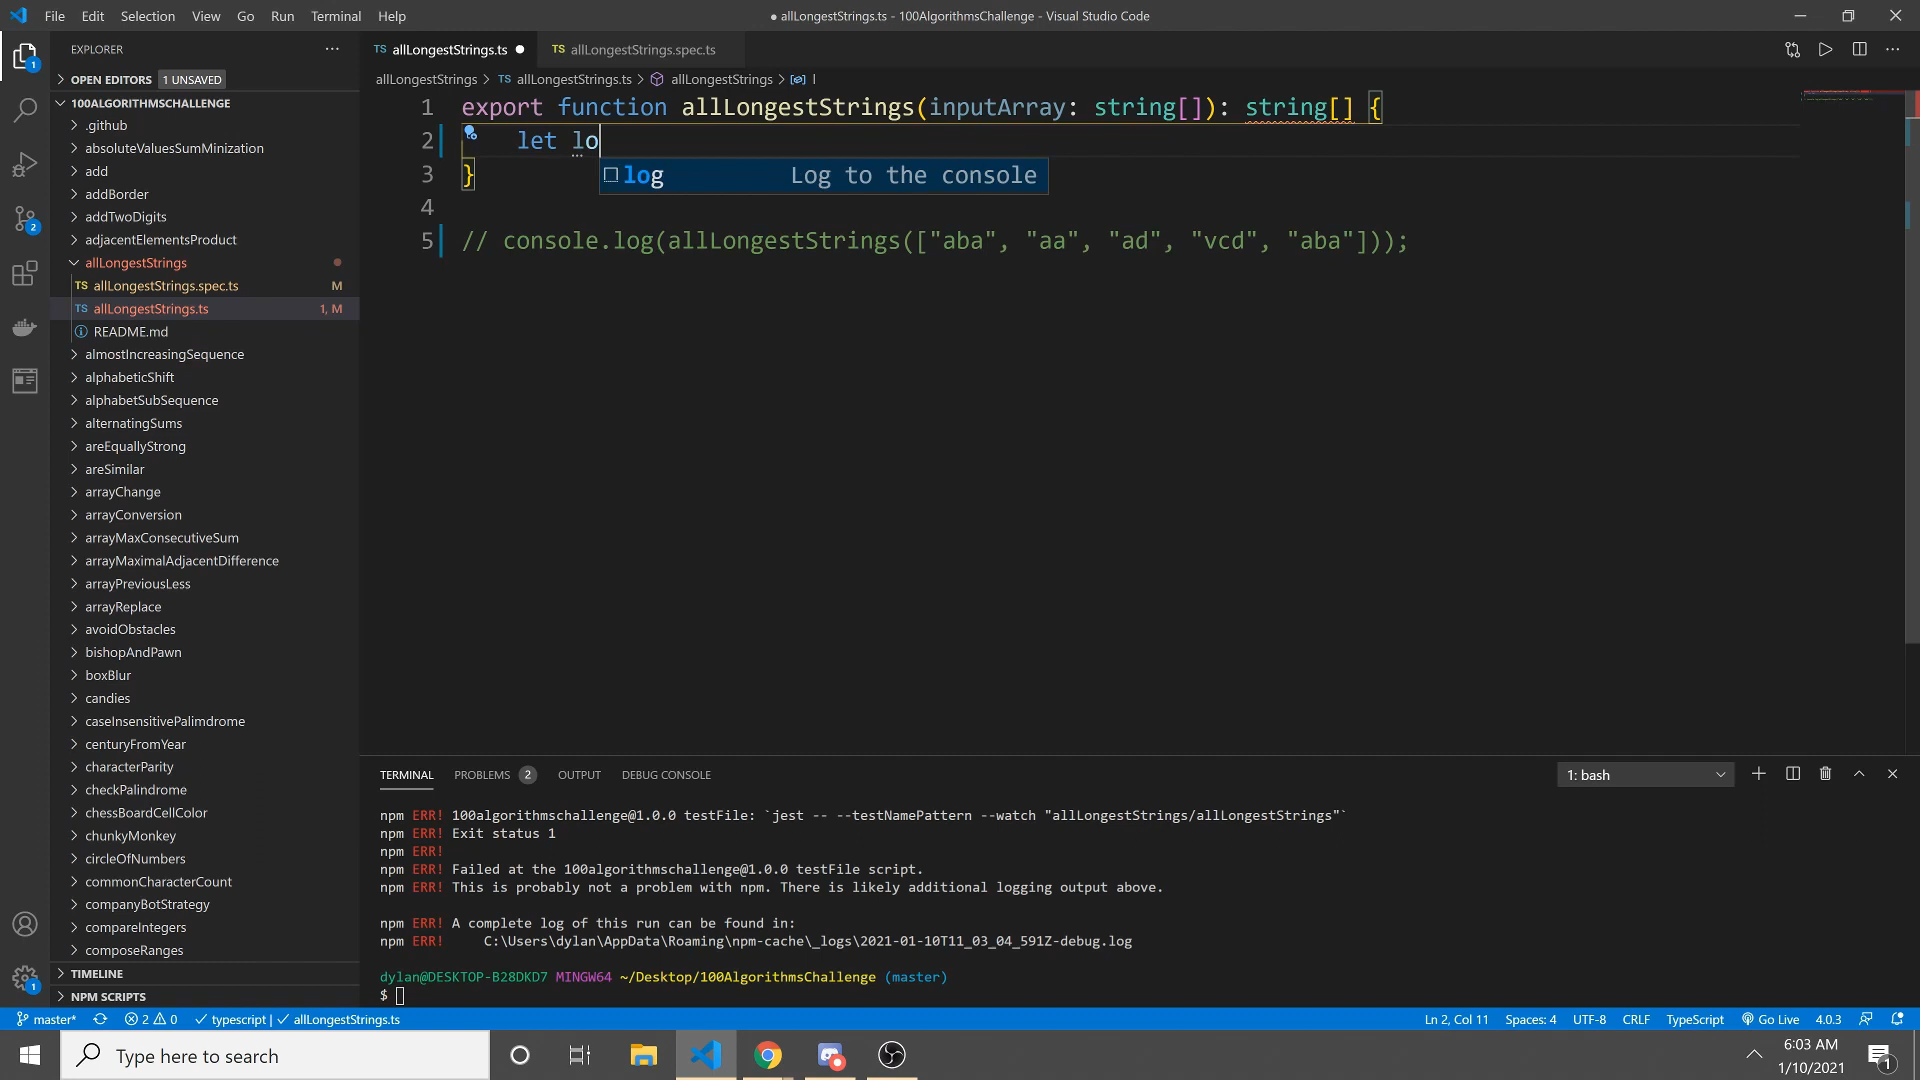 File Edit Selection View Go Run Terminal Help
● allLongestStrings.ts - 100AlgorithmsChallenge - Visual Studio Code
EXPLORER
OPEN EDITORS 1 UNSAVED
100ALGORITHMSCHALLENGE
.github
absoluteValuesSumMinization
add
addBorder
addTwoDigits
adjacentElementsProduct
allLongestStrings
TS allLongestStrings.spec.ts M
TS allLongestStrings.ts 1, M
README.md
almostIncreasingSequence
alphabeticShift
alphabetSubSequence
alternatingSums
areEquallyStrong
areSimilar
arrayChange
arrayConversion
arrayMaxConsecutiveSum
arrayMaximalAdjacentDifference
arrayPreviousLess
arrayReplace
avoidObstacles
bishopAndPawn
boxBlur
candies
caseInsensitivePalimdrome
centuryFromYear
characterParity
checkPalindrome
chessBoardCellColor
chunkyMonkey
circleOfNumbers
commonCharacterCount
companyBotStrategy
compareIntegers
composeRanges
TIMELINE
NPM SCRIPTS
1
2
1
TS allLongestStrings.ts ●
TS allLongestStrings.spec.ts
allLongestStrings > TS allLongestStrings.ts > allLongestStrings > l
1 export function allLongestStrings(inputArray: string[]): string[] {
2 let lo
log Log to the console
3 }
4
5 // console.log(allLongestStrings(["aba", "aa", "ad", "vcd", "aba"]));
TERMINAL PROBLEMS 2 OUTPUT DEBUG CONSOLE
1: bash
npm ERR! 100algorithmschallenge@1.0.0 testFile: `jest -- --testNamePattern --watch "allLongestStrings/allLongestStrings"`
npm ERR! Exit status 1
npm ERR!
npm ERR! Failed at the 100algorithmschallenge@1.0.0 testFile script.
npm ERR! This is probably not a problem with npm. There is likely additional logging output above.
npm ERR! A complete log of this run can be found in:
npm ERR! C:\Users\dylan\AppData\Roaming\npm-cache\_logs\2021-01-10T11_03_04_591Z-debug.log
dylan@DESKTOP-B28DKD7 MINGW64 ~/Desktop/100AlgorithmsChallenge (master)
$
master* 2 0 typescript | allLongestStrings.ts
Ln 2, Col 11 Spaces: 4 UTF-8 CRLF TypeScript Go Live 4.0.3
Type here to search
6:03 AM
1/10/2021
1